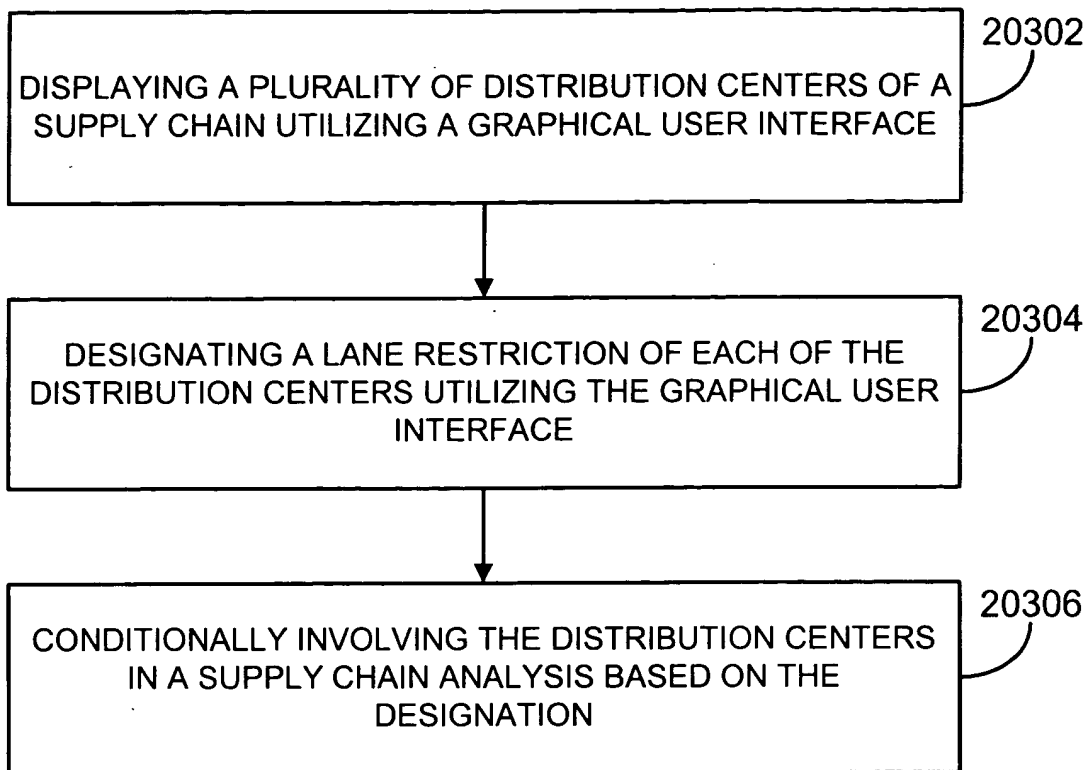 20302
DISPLAYING A PLURALITY OF DISTRIBUTION CENTERS OF A
SUPPLY CHAIN UTILIZING A GRAPHICAL USER INTERFACE
20304
DESIGNATING A LANE RESTRICTION OF EACH OF THE
DISTRIBUTION CENTERS UTILIZING THE GRAPHICAL USER
INTERFACE
20306
CONDITIONALLY INVOLVING THE DISTRIBUTION CENTERS
IN A SUPPLY CHAIN ANALYSIS BASED ON THE
DESIGNATION